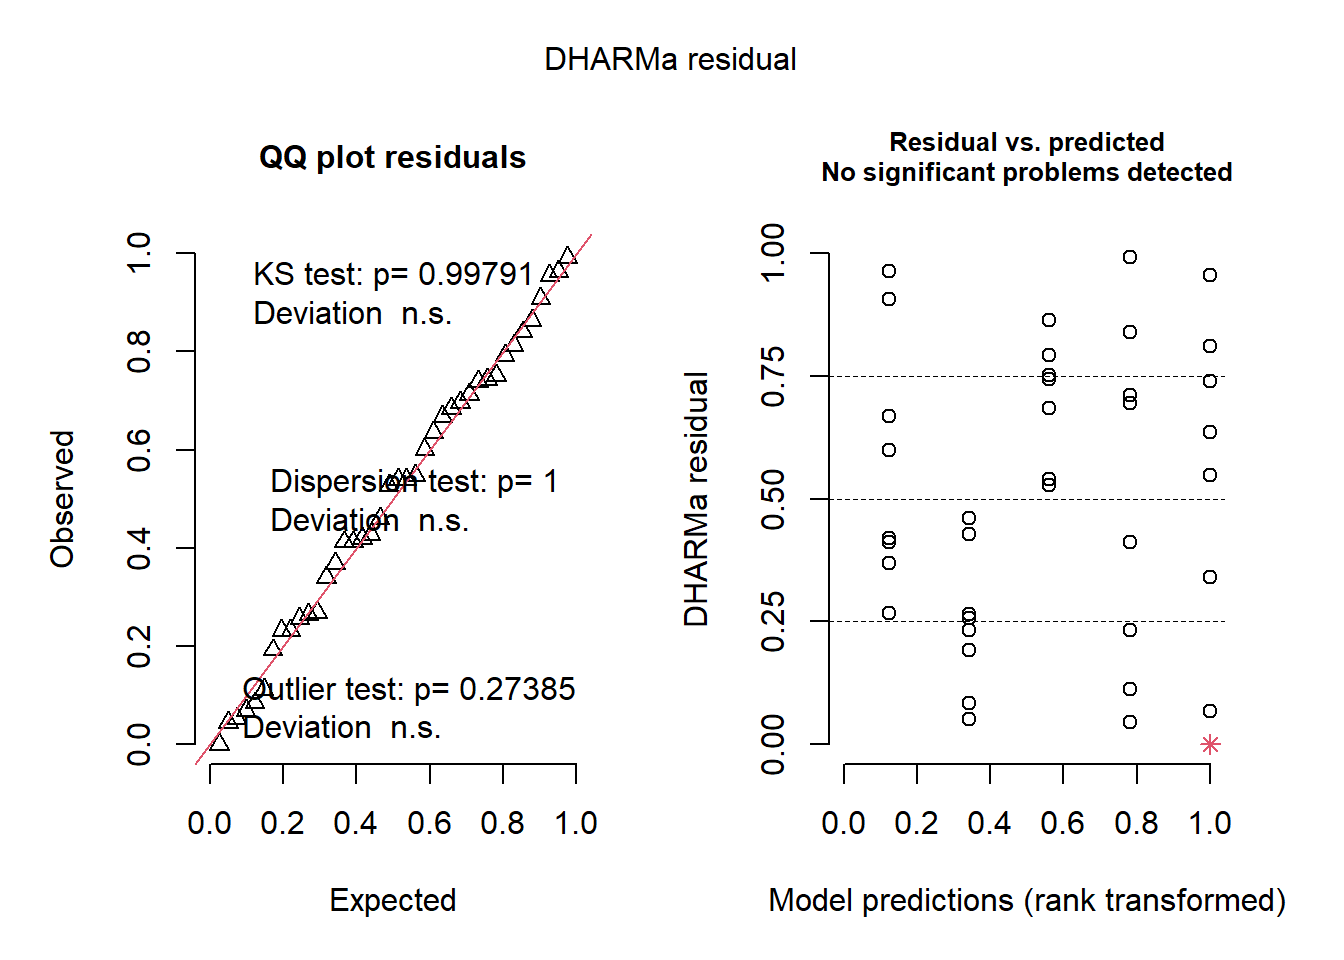 DHARMa residual
QQ plot residuals
KS test: p= 0.99791
Deviation  n.s.
Dispersion test: p= 1
Deviation  n.s.
Outlier test: p= 0.27385
Deviation  n.s.
Observed
0.0 0.2 0.4 0.6 0.8 1.0
0.0 0.2 0.4 0.6 0.8 1.0
Expected
Residual vs. predicted
No significant problems detected
DHARMa residual
0.00 0.25 0.50 0.75 1.00
0.0 0.2 0.4 0.6 0.8 1.0
Model predictions (rank transformed)